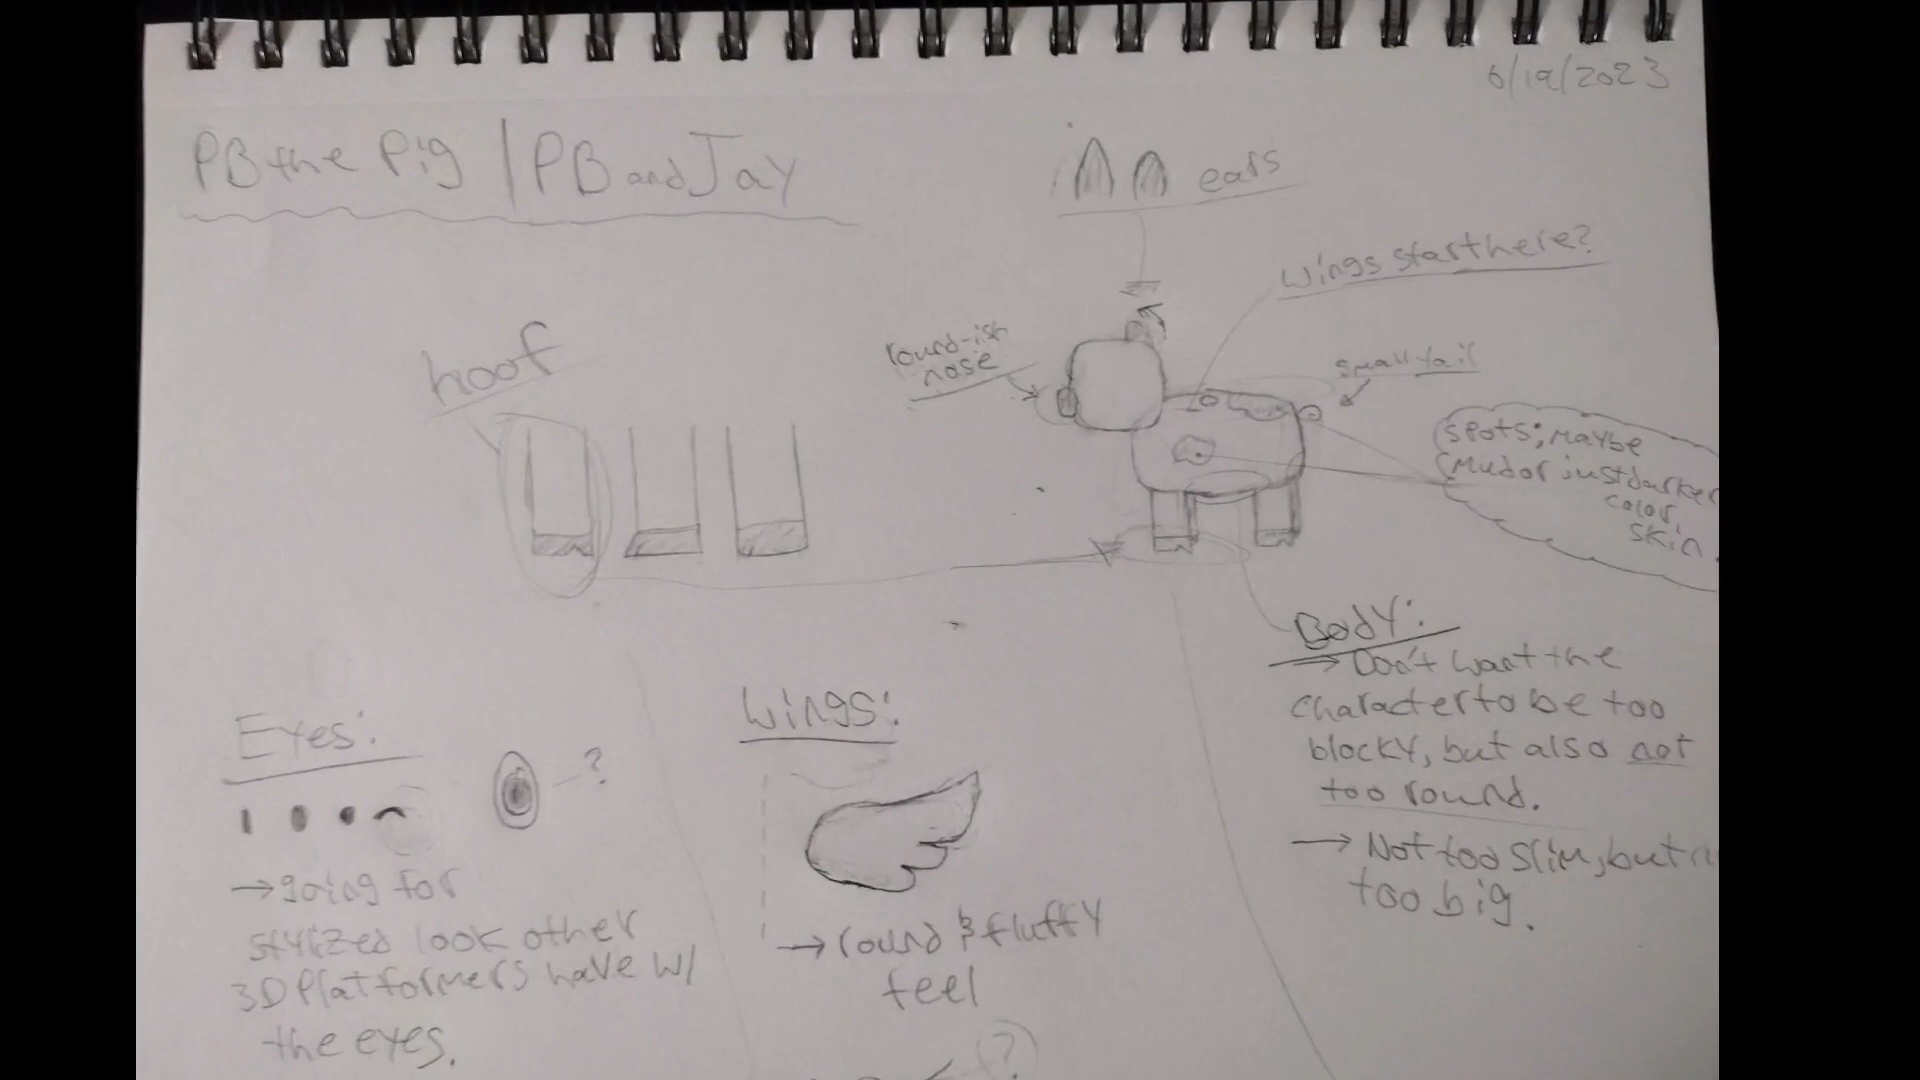 6/19/2023
PB the Pig | PB and Jay
ears
Wings start here?
round-ish
nose
small tail
hoof
spots; maybe
mud or just darker
color,
skin
Body:
→ Don't want the
character to be too
blocky, but also not
too round.
→ Not too slim, but
too big.
Eyes:
?
→ going for
stylized look other
3D Platformers have w/
the eyes.
Wings:
→ round & fluffy
feel
?